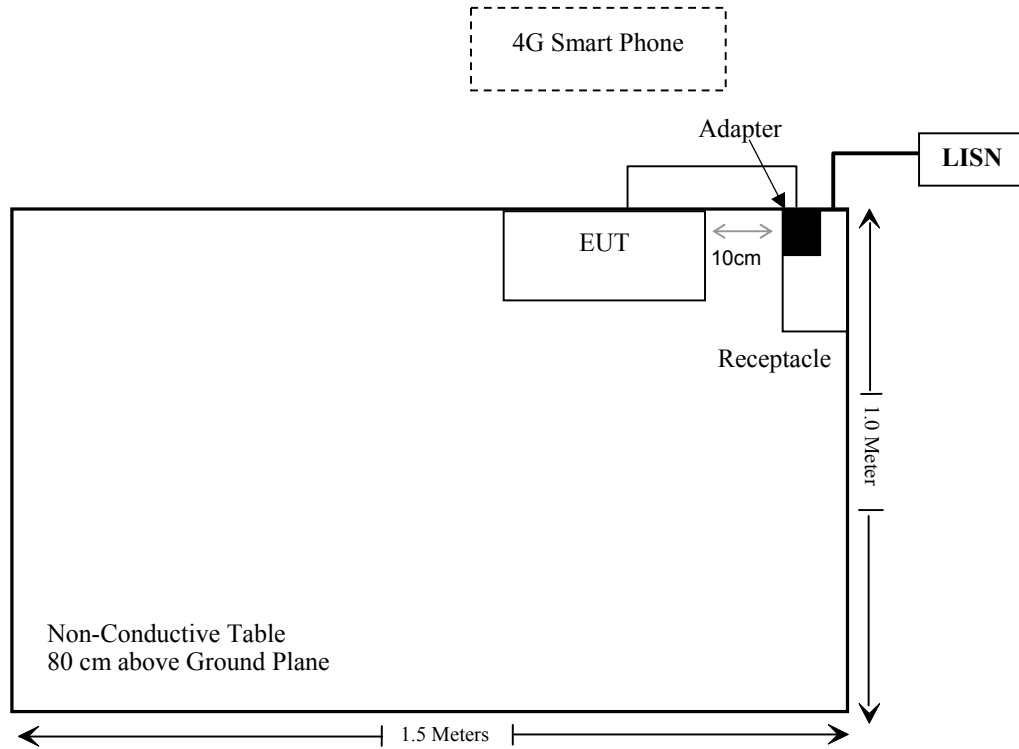 4G Smart Phone
Adapter
LISN
EUT
10cm
Receptacle
1.0 Meter
Non-Conductive Table
80 cm above Ground Plane
1.5 Meters